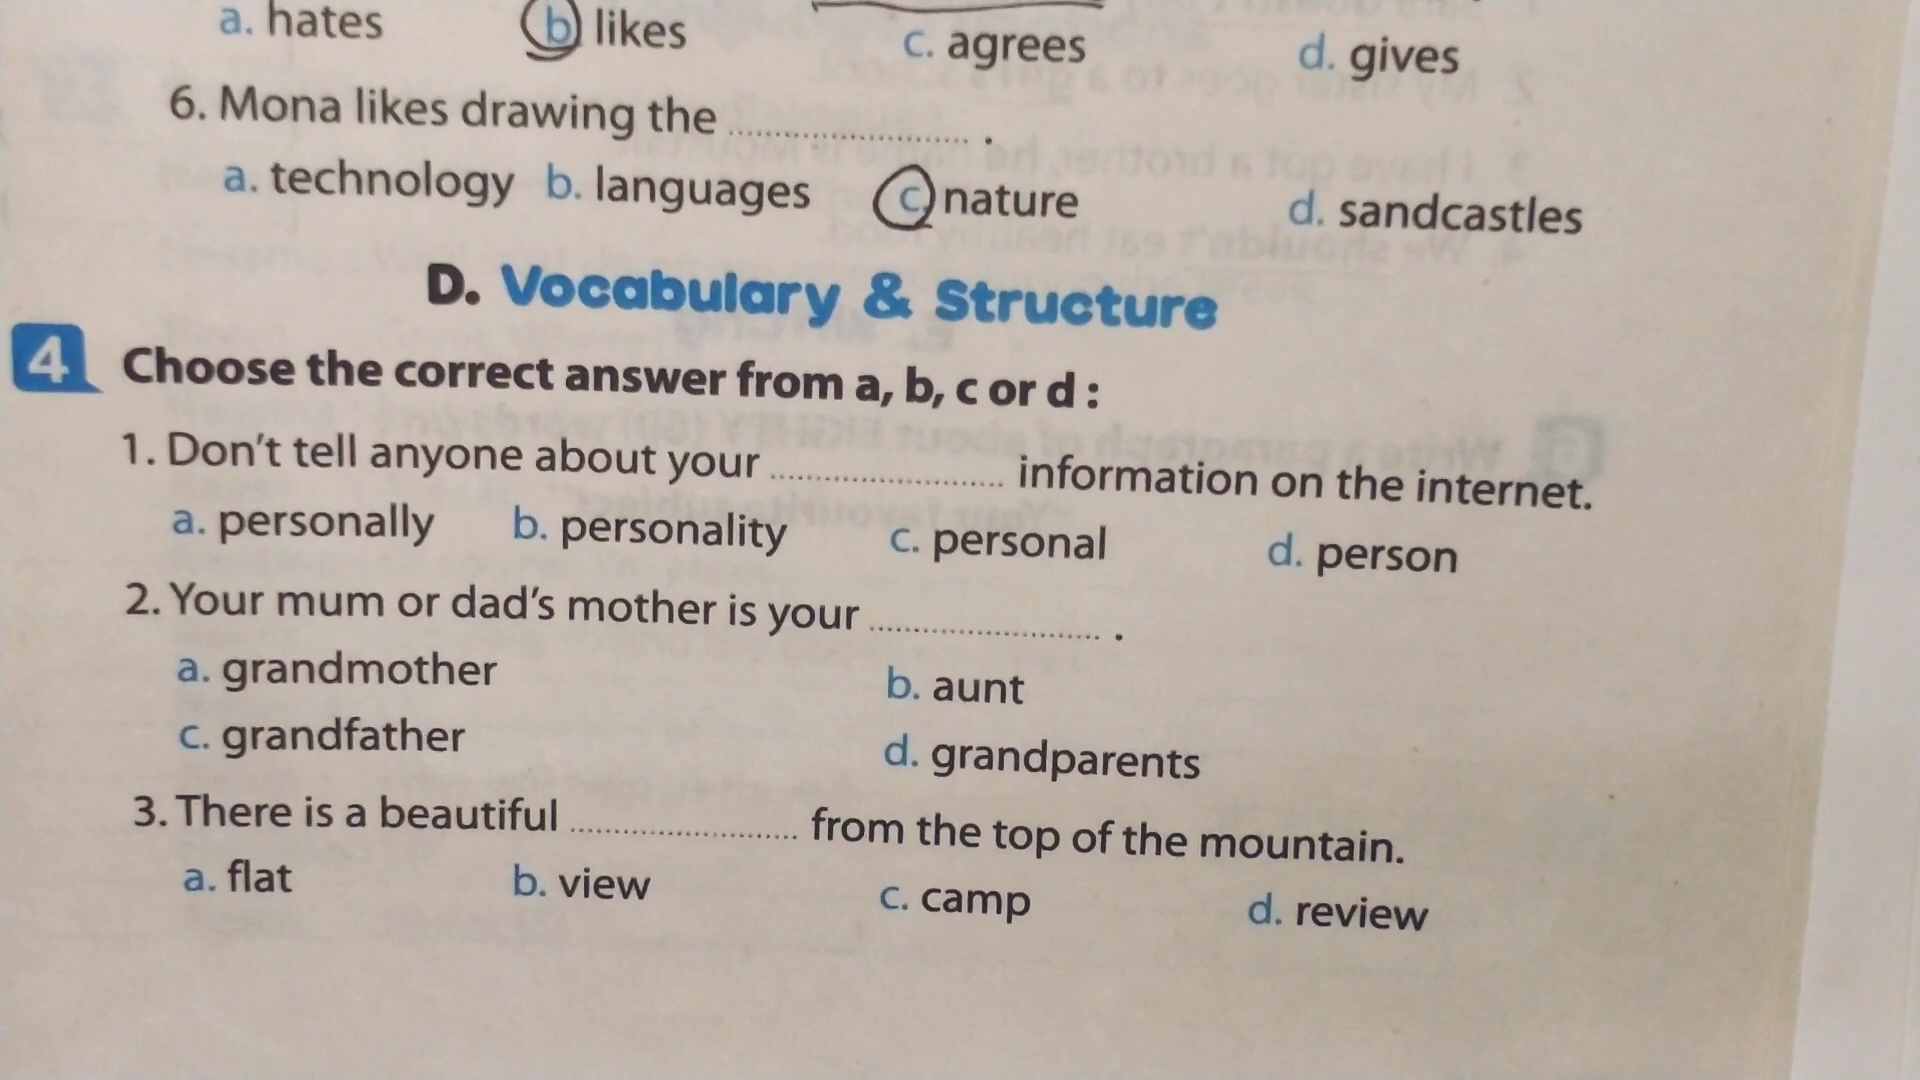 a. hates b likes c. agrees d. gives
6. Mona likes drawing the ........................ .
a. technology b. languages c. nature d. sandcastles
D. Vocabulary & Structure
4 Choose the correct answer from a, b, c or d :
1. Don't tell anyone about your ........................ information on the internet.
a. personally b. personality c. personal d. person
2. Your mum or dad's mother is your ........................ .
a. grandmother b. aunt
c. grandfather d. grandparents
3. There is a beautiful ........................ from the top of the mountain.
a. flat b. view c. camp d. review